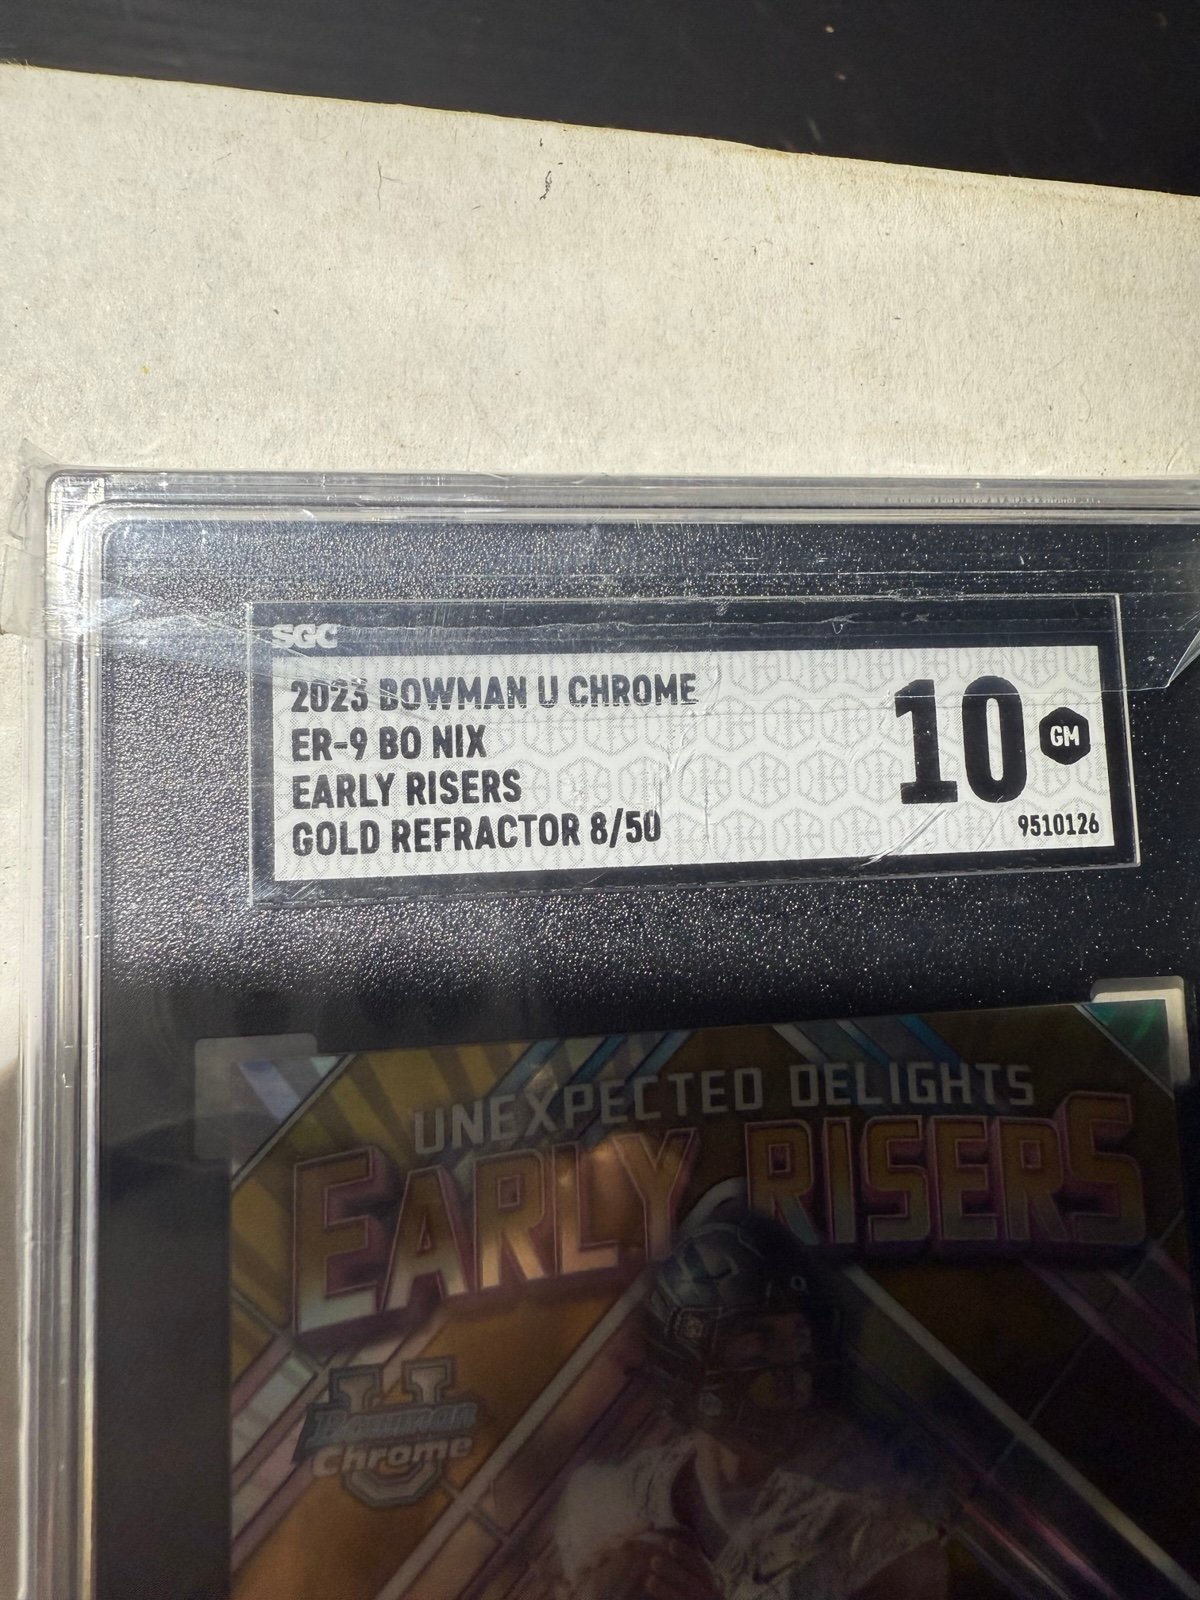 SGC
2023 BOWMAN U CHROME
ER-9 BO NIX
EARLY RISERS
GOLD REFRACTOR 8/50
10
GM
9510126
UNEXPECTED DELIGHTS
EARLY RISERS
U
Bowman
Chrome